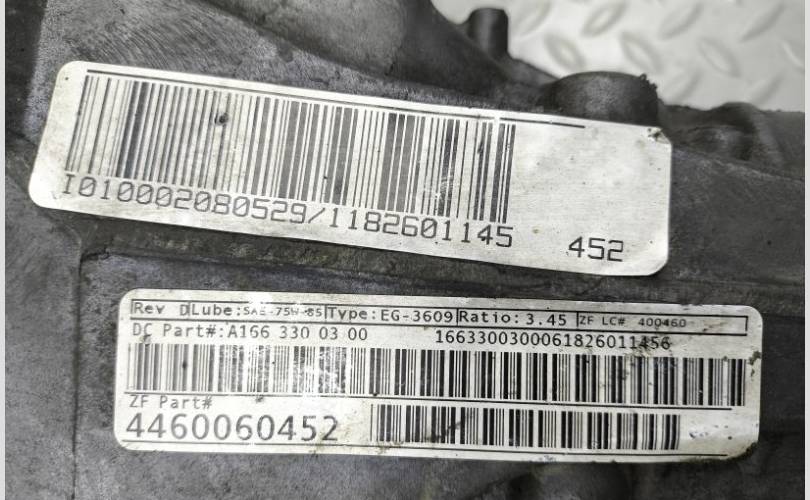 I010002080529/1182601145 452
Rev D Lube:SAE-75W-85 Type:EG-3609 Ratio:3.45 ZF LC# 400460
DC Part#:A166 330 03 00 1663300300061826011456
ZF Part#
4460060452